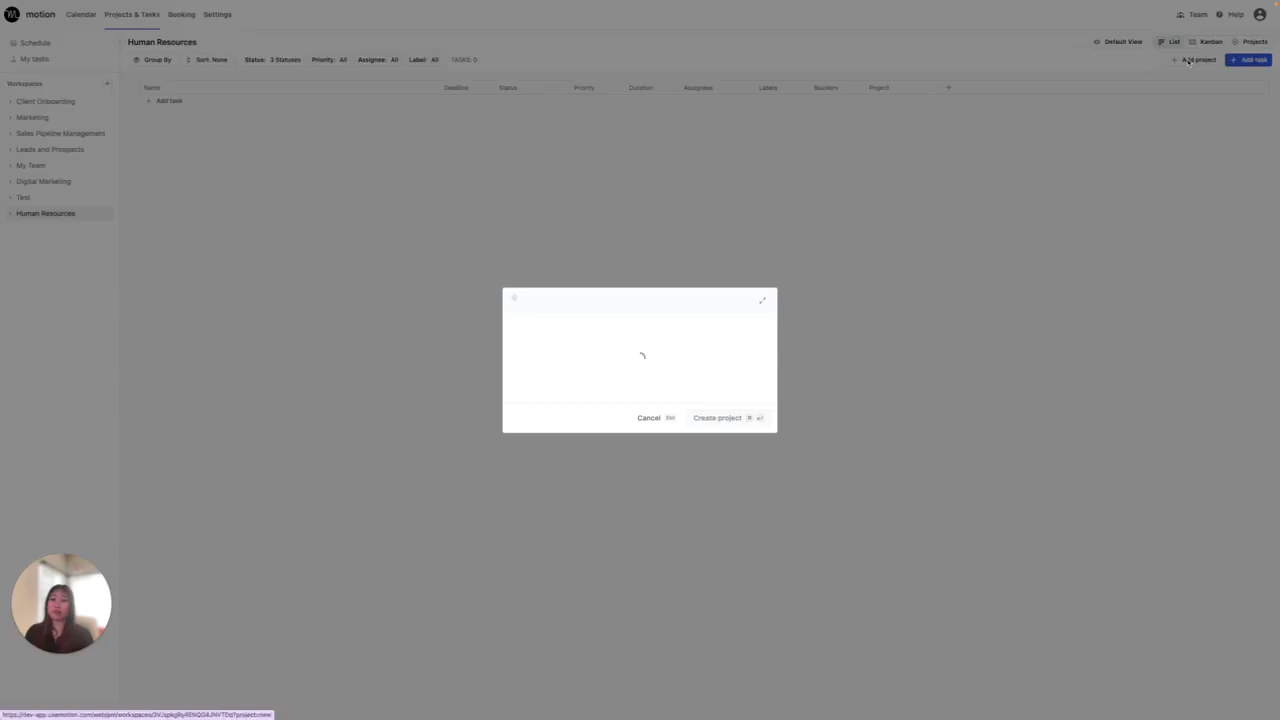 motion Calendar Projects & Tasks Booking Settings Team Help
Schedule
My tasks
Workspaces +
Client Onboarding
Marketing
Sales Pipeline Management
Leads and Prospects
My Team
Digital Marketing
Test
Human Resources
Human Resources Default View List Kanban Projects
Group By Sort: None Status: 3 Statuses Priority: All Assignee: All Label: All TASKS: 0 + Add project + Add task
Name Deadline Status Priority Duration Assignees Labels Blockers Project +
+ Add task
Cancel Esc Create project ⌘ ↵